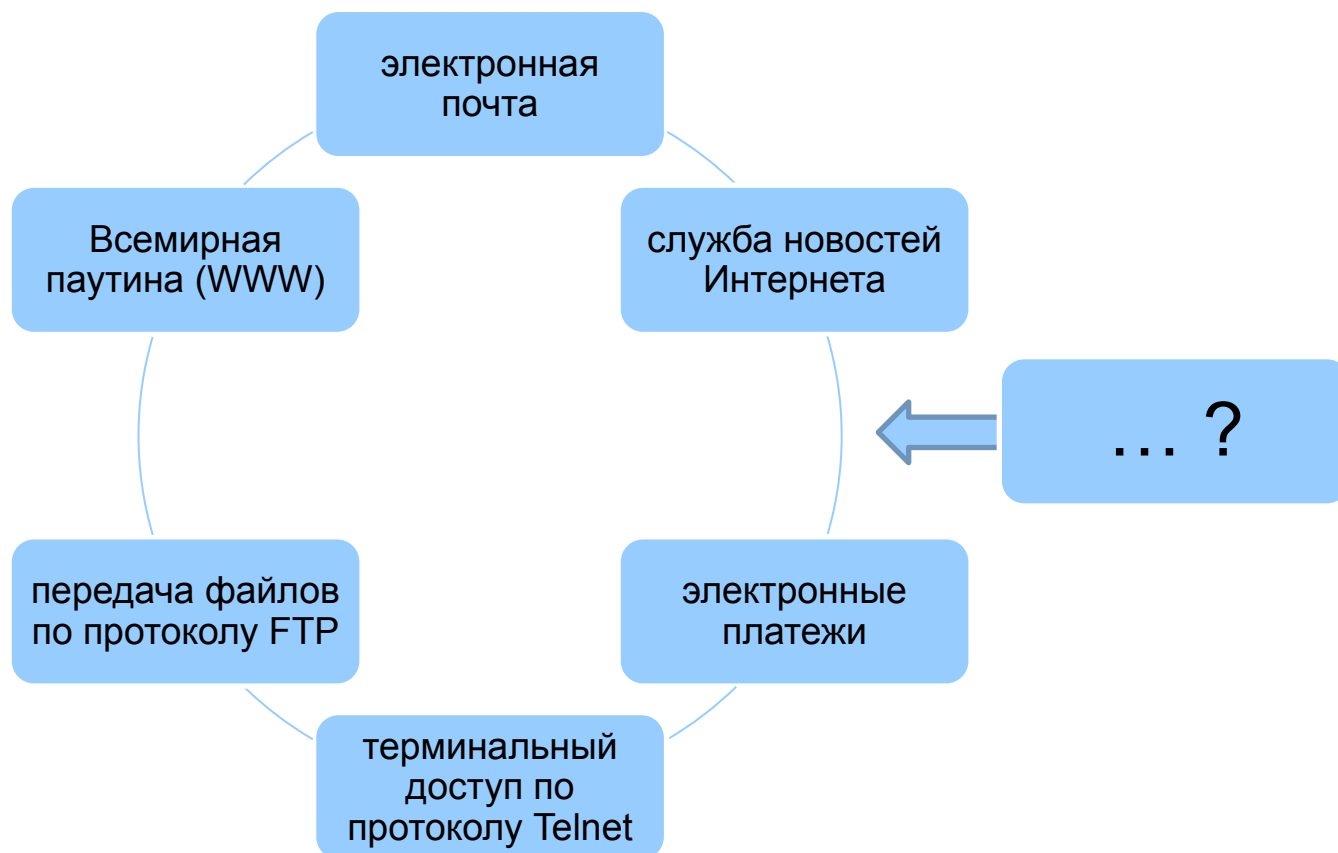 электронная
почта
Всемирная
паутина (WWW)
служба новостей
Интернета
… ?
передача файлов
по протоколу FTP
электронные
платежи
терминальный
доступ по
протоколу Telnet